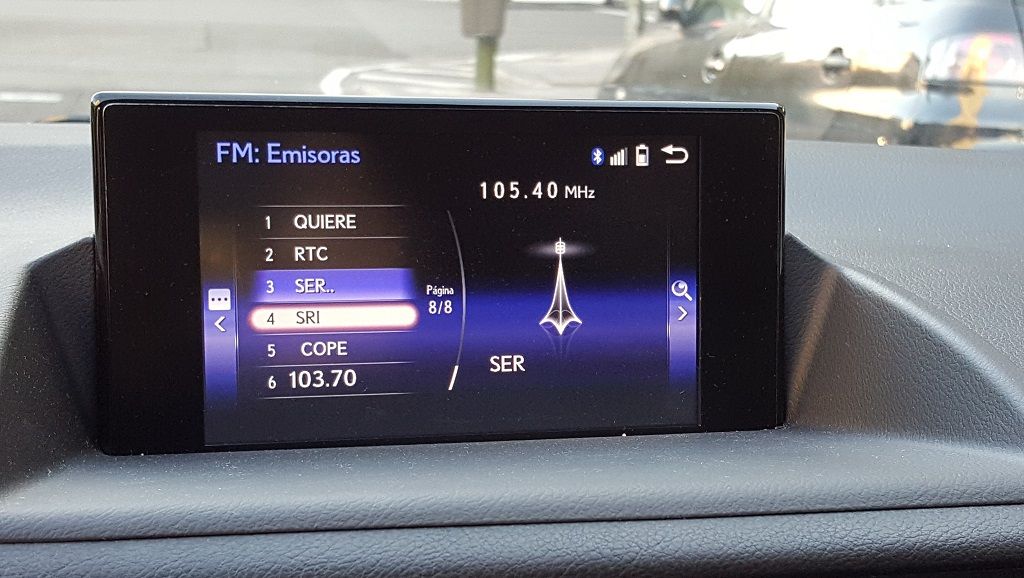 FM: Emisoras
105.40 MHz
1 QUIERE
2 RTC
3 SER..
4 SRI
5 COPE
6 103.70
Página
8/8
SER